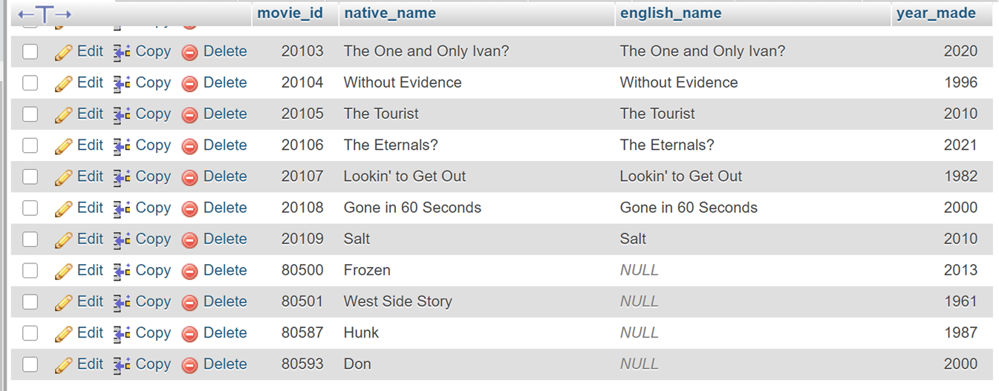 movie_id native_name english_name year_made
Edit Copy Delete 20103 The One and Only Ivan? The One and Only Ivan? 2020
Edit Copy Delete 20104 Without Evidence Without Evidence 1996
Edit Copy Delete 20105 The Tourist The Tourist 2010
Edit Copy Delete 20106 The Eternals? The Eternals? 2021
Edit Copy Delete 20107 Lookin' to Get Out Lookin' to Get Out 1982
Edit Copy Delete 20108 Gone in 60 Seconds Gone in 60 Seconds 2000
Edit Copy Delete 20109 Salt Salt 2010
Edit Copy Delete 80500 Frozen NULL 2013
Edit Copy Delete 80501 West Side Story NULL 1961
Edit Copy Delete 80587 Hunk NULL 1987
Edit Copy Delete 80593 Don NULL 2000